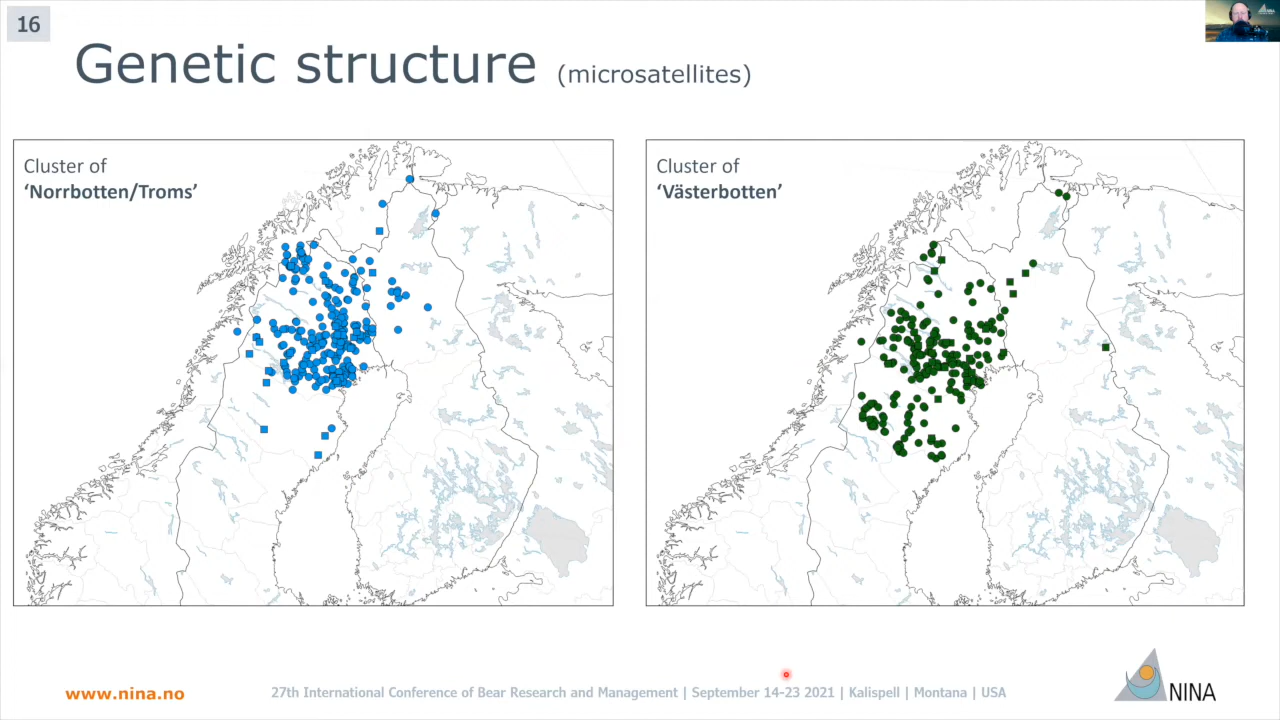 16
Genetic structure (microsatellites)
Cluster of
‘Norrbotten/Troms’
Cluster of
‘Västerbotten’
www.nina.no
27th International Conference of Bear Research and Management | September 14-23 2021 | Kalispell | Montana | USA
NINA